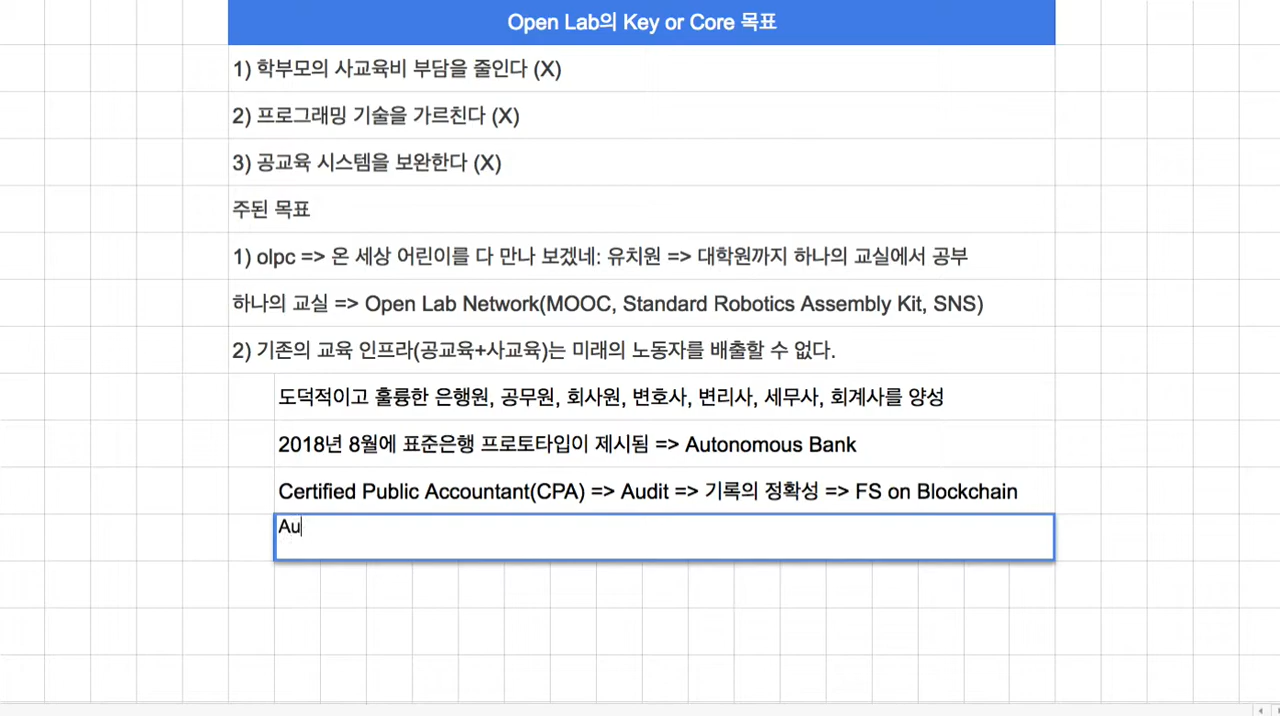 Open Lab의 Key or Core 목표
1) 학부모의 사교육비 부담을 줄인다 (X)
2) 프로그래밍 기술을 가르친다 (X)
3) 공교육 시스템을 보완한다 (X)
주된 목표
1) olpc => 온 세상 어린이를 다 만나 보겠네: 유치원 => 대학원까지 하나의 교실에서 공부
하나의 교실 => Open Lab Network(MOOC, Standard Robotics Assembly Kit, SNS)
2) 기존의 교육 인프라(공교육+사교육)는 미래의 노동자를 배출할 수 없다.
도덕적이고 훌륭한 은행원, 공무원, 회사원, 변호사, 변리사, 세무사, 회계사를 양성
2018년 8월에 표준은행 프로토타입이 제시됨 => Autonomous Bank
Certified Public Accountant(CPA) => Audit => 기록의 정확성 => FS on Blockchain
Au